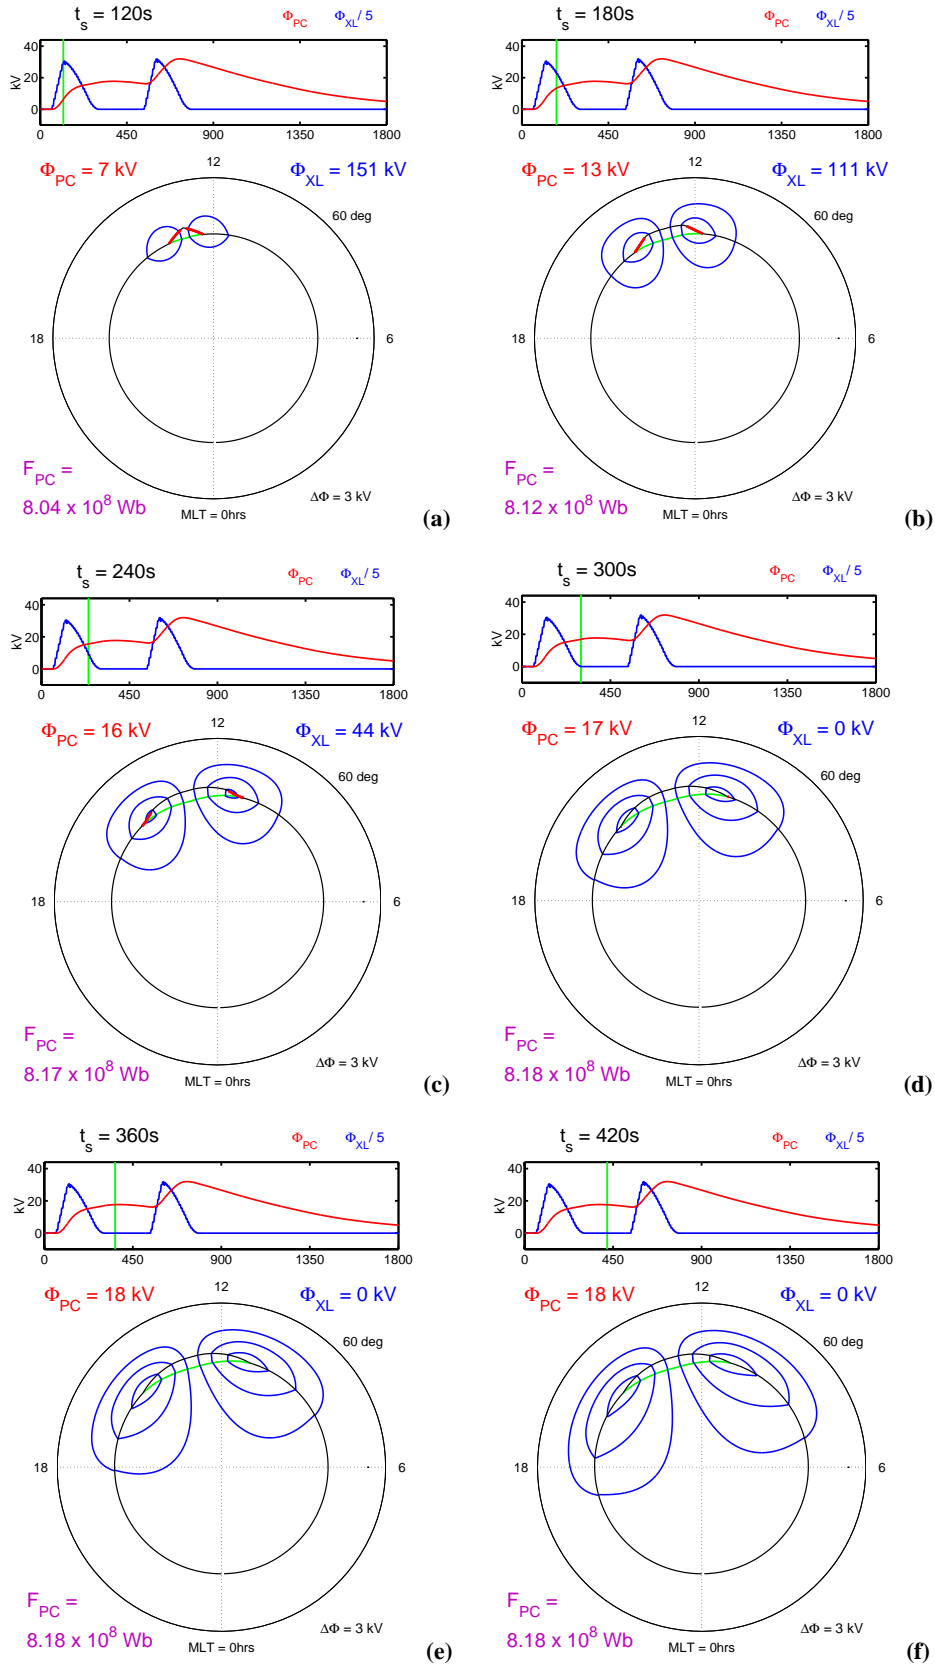 t_s = 120s Φ_PC Φ_XL/ 5
40
20
0
kV
0 450 900 1350 1800
Φ_PC = 7 kV 12 Φ_XL = 151 kV
60 deg
18 6
F_PC =
8.04 x 10^8 Wb
ΔΦ = 3 kV
MLT = 0hrs
(a)
t_s = 180s Φ_PC Φ_XL/ 5
40
20
0
kV
0 450 900 1350 1800
Φ_PC = 13 kV 12 Φ_XL = 111 kV
60 deg
18 6
F_PC =
8.12 x 10^8 Wb
ΔΦ = 3 kV
MLT = 0hrs
(b)
t_s = 240s Φ_PC Φ_XL/ 5
40
20
0
kV
0 450 900 1350 1800
Φ_PC = 16 kV 12 Φ_XL = 44 kV
60 deg
18 6
F_PC =
8.17 x 10^8 Wb
ΔΦ = 3 kV
MLT = 0hrs
(c)
t_s = 300s Φ_PC Φ_XL/ 5
40
20
0
kV
0 450 900 1350 1800
Φ_PC = 17 kV 12 Φ_XL = 0 kV
60 deg
18 6
F_PC =
8.18 x 10^8 Wb
ΔΦ = 3 kV
MLT = 0hrs
(d)
t_s = 360s Φ_PC Φ_XL/ 5
40
20
0
kV
0 450 900 1350 1800
Φ_PC = 18 kV 12 Φ_XL = 0 kV
60 deg
18 6
F_PC =
8.18 x 10^8 Wb
ΔΦ = 3 kV
MLT = 0hrs
(e)
t_s = 420s Φ_PC Φ_XL/ 5
40
20
0
kV
0 450 900 1350 1800
Φ_PC = 18 kV 12 Φ_XL = 0 kV
60 deg
18 6
F_PC =
8.18 x 10^8 Wb
ΔΦ = 3 kV
MLT = 0hrs
(f)